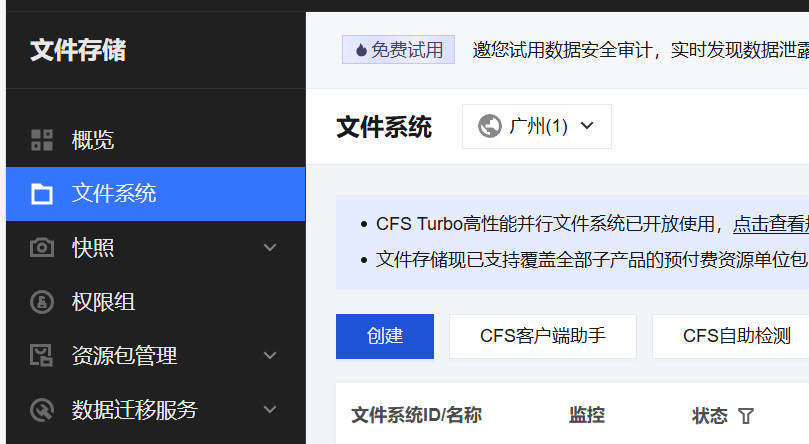 文件存储
概览
文件系统
快照
权限组
资源包管理
数据迁移服务
免费试用 邀您试用数据安全审计，实时发现数据泄露
文件系统 广州(1)
• CFS Turbo高性能并行文件系统已开放使用，点击查看
• 文件存储现已支持覆盖全部子产品的预付费资源单位包
创建 CFS客户端助手 CFS自助检测
文件系统ID/名称 监控 状态